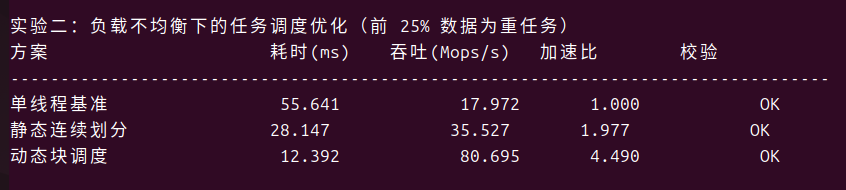 实验二: 负载不均衡下的任务调度优化（前 25% 数据为重任务）
方案 耗时(ms) 吞吐(Mops/s) 加速比 校验
--------------------------------------------------------------------------------
单线程基准 55.641 17.972 1.000 OK
静态连续划分 28.147 35.527 1.977 OK
动态块调度 12.392 80.695 4.490 OK